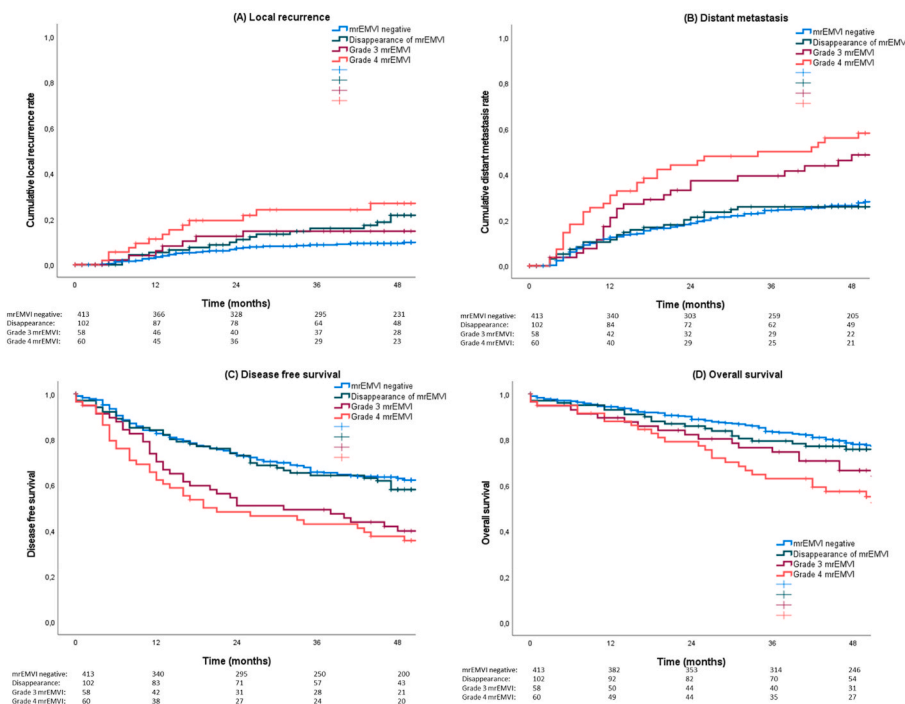 (A) Local recurrence
mrEMVI negative
Disappearance of mrEMVI
Grade 3 mrEMVI
Grade 4 mrEMVI
Cumulative local recurrence rate
1,0
0,8
0,6
0,4
0,2
0,0
0 12 24 36 48
Time (months)
mrEMVI negative: 413 366 328 295 231
Disappearance: 102 87 78 64 48
Grade 3 mrEMVI: 58 46 40 37 28
Grade 4 mrEMVI: 60 45 36 29 23
(B) Distant metastasis
mrEMVI negative
Disappearance of mrEMVI
Grade 3 mrEMVI
Grade 4 mrEMVI
Cumulative distant metastasis rate
1,0
0,8
0,6
0,4
0,2
0,0
0 12 24 36 48
Time (months)
mrEMVI negative: 413 340 303 259 205
Disappearance: 102 84 72 62 49
Grade 3 mrEMVI: 58 42 32 29 22
Grade 4 mrEMVI: 60 40 29 25 21
(C) Disease free survival
mrEMVI negative
Disappearance of mrEMVI
Grade 3 mrEMVI
Grade 4 mrEMVI
Disease free survival
1,0
0,8
0,6
0,4
0,2
0,0
0 12 24 36 48
Time (months)
mrEMVI negative: 413 340 295 250 200
Disappearance: 102 83 71 57 43
Grade 3 mrEMVI: 58 42 31 28 21
Grade 4 mrEMVI: 60 38 27 24 20
(D) Overall survival
mrEMVI negative
Disappearance of mrEMVI
Grade 3 mrEMVI
Grade 4 mrEMVI
Overall survival
1,0
0,8
0,6
0,4
0,2
0,0
0 12 24 36 48
Time (months)
mrEMVI negative: 413 382 353 314 246
Disappearance: 102 92 82 70 54
Grade 3 mrEMVI: 58 50 44 40 31
Grade 4 mrEMVI: 60 49 44 35 27